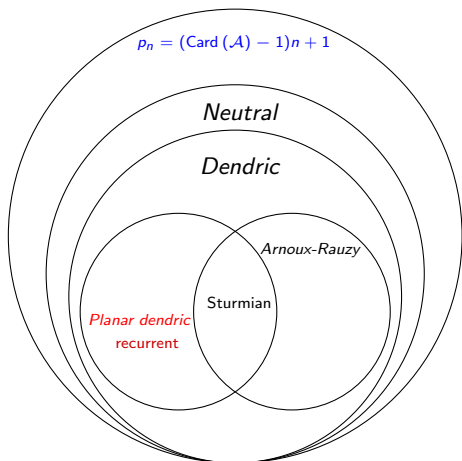 pₙ = (Card (𝒜) − 1)n + 1
Neutral
Dendric
Arnoux-Rauzy
Sturmian
Planar dendric
recurrent